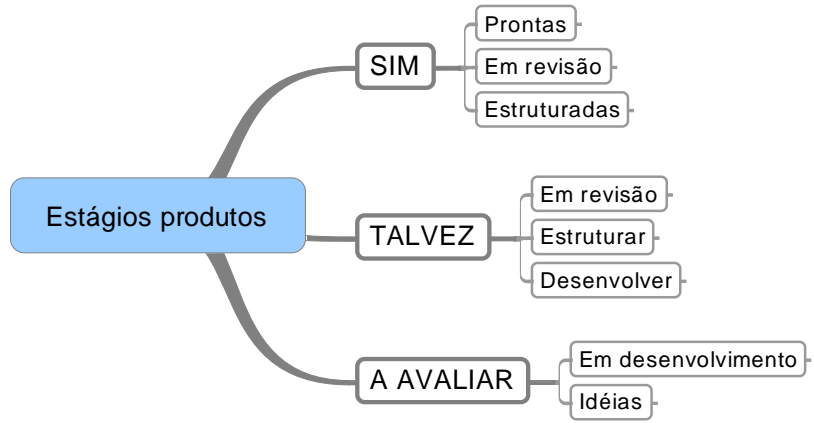 Estágios produtos
SIM
Prontas
Em revisão
Estruturadas
TALVEZ
Em revisão
Estruturar
Desenvolver
A AVALIAR
Em desenvolvimento
Idéias